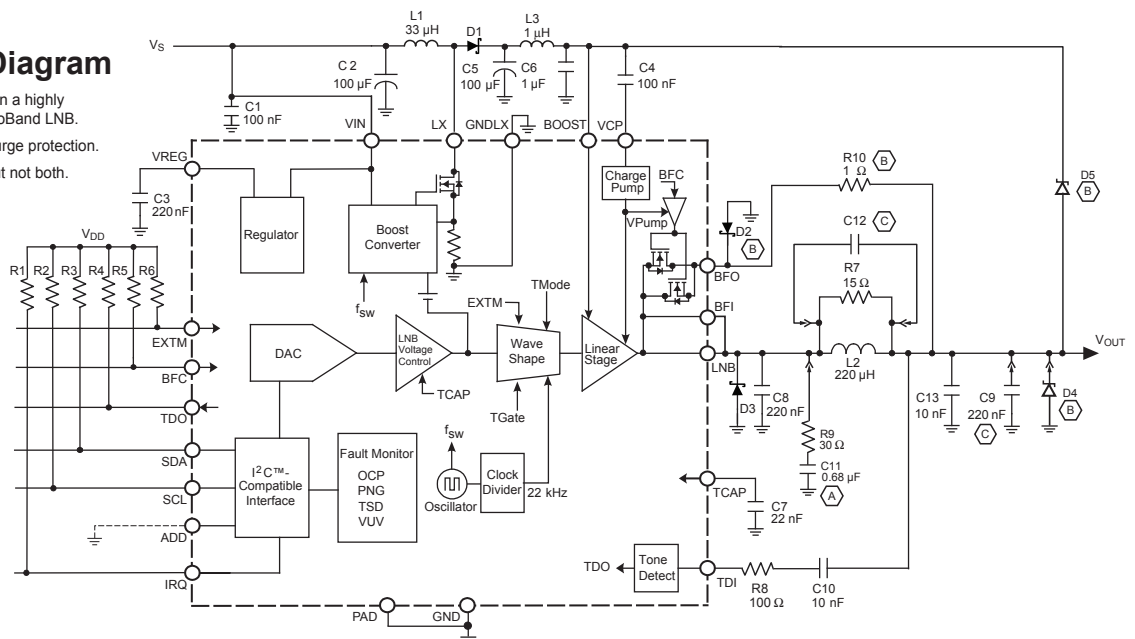 Diagram
n a highly
oBand LNB.
urge protection.
t not both.
VS
L1
33 µH
D1
L3
1 µH
C 2
100 µF
C5
100 µF
C6
1 µF
C4
100 nF
C1
100 nF
VIN
LX
GNDLX
BOOST
VCP
VREG
C3
220 nF
VDD
R1
R2
R3
R4
R5
R6
Regulator
Boost
Converter
fsw
Charge
Pump
BFC
VPump
D2
B
BFO
R10
1 Ω
B
C12
C
R7
15 Ω
D5
B
BFI
EXTM
TMode
EXTM
BFC
TDO
DAC
LNB
Voltage
Control
TCAP
Wave
Shape
TGate
Linear
Stage
LNB
L2
220 µH
VOUT
D3
C8
220 nF
R9
30 Ω
C11
0.68 µF
A
C13
10 nF
C9
220 nF
C
D4
B
SDA
SCL
ADD
IRQ
I2C™-
Compatible
Interface
Fault Monitor
OCP
PNG
TSD
VUV
fsw
Oscillator
Clock
Divider
22 kHz
TCAP
C7
22 nF
TDO
Tone
Detect
TDI
R8
100 Ω
C10
10 nF
PAD
GND